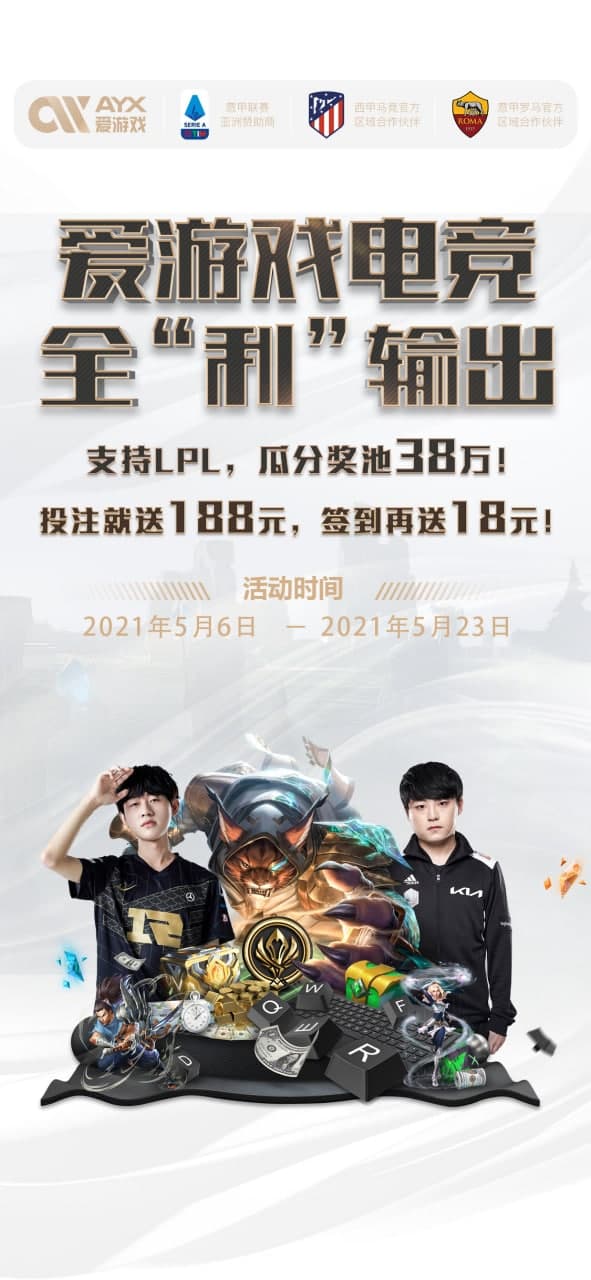 AYX
爱游戏
SERIE A
TIM
意甲联赛
亚洲赞助商
西甲马竞官方
区域合作伙伴
ROMA
1927
意甲罗马官方
区域合作伙伴
爱游戏电竞
全“利”输出
支持LPL，瓜分奖池38万！
投注就送188元，签到再送18元！
活动时间
2021年5月6日 — 2021年5月23日
KIA
Q
W
E
R
F
D